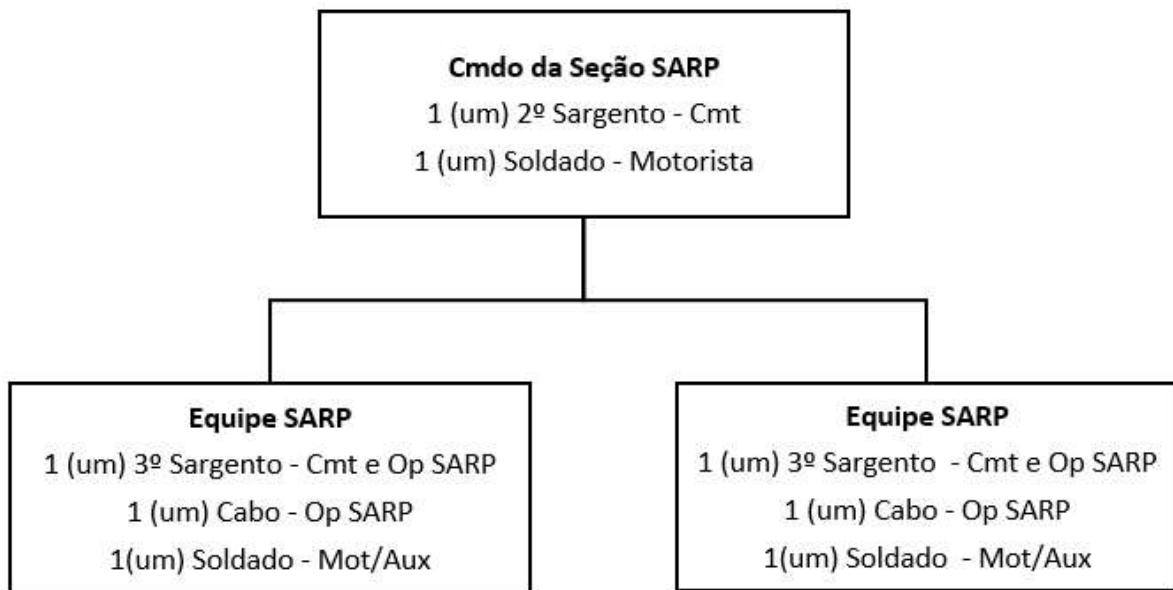 Cmdo da Seção SARP
1 (um) 2º Sargento - Cmt
1 (um) Soldado - Motorista
Equipe SARP
1 (um) 3º Sargento - Cmt e Op SARP
1 (um) Cabo - Op SARP
1(um) Soldado - Mot/Aux
Equipe SARP
1 (um) 3º Sargento - Cmt e Op SARP
1 (um) Cabo - Op SARP
1(um) Soldado - Mot/Aux